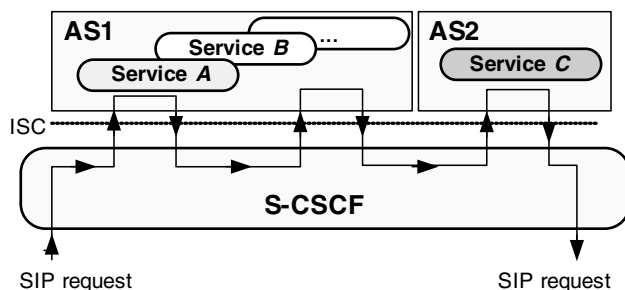 AS1
AS2
...
Service B
Service A
Service C
ISC
S-CSCF
SIP request
SIP request